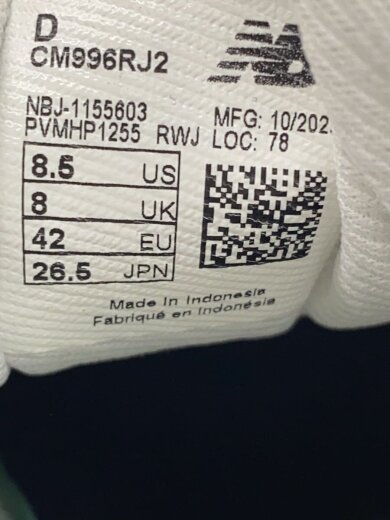 D
CM996RJ2
NBJ-1155603
PVMHP1255 RWJ
MFG: 10/202.
LOC: 78
8.5 US
8 UK
42 EU
26.5 JPN
Made In Indonesia
Fabriqué en Indonésie